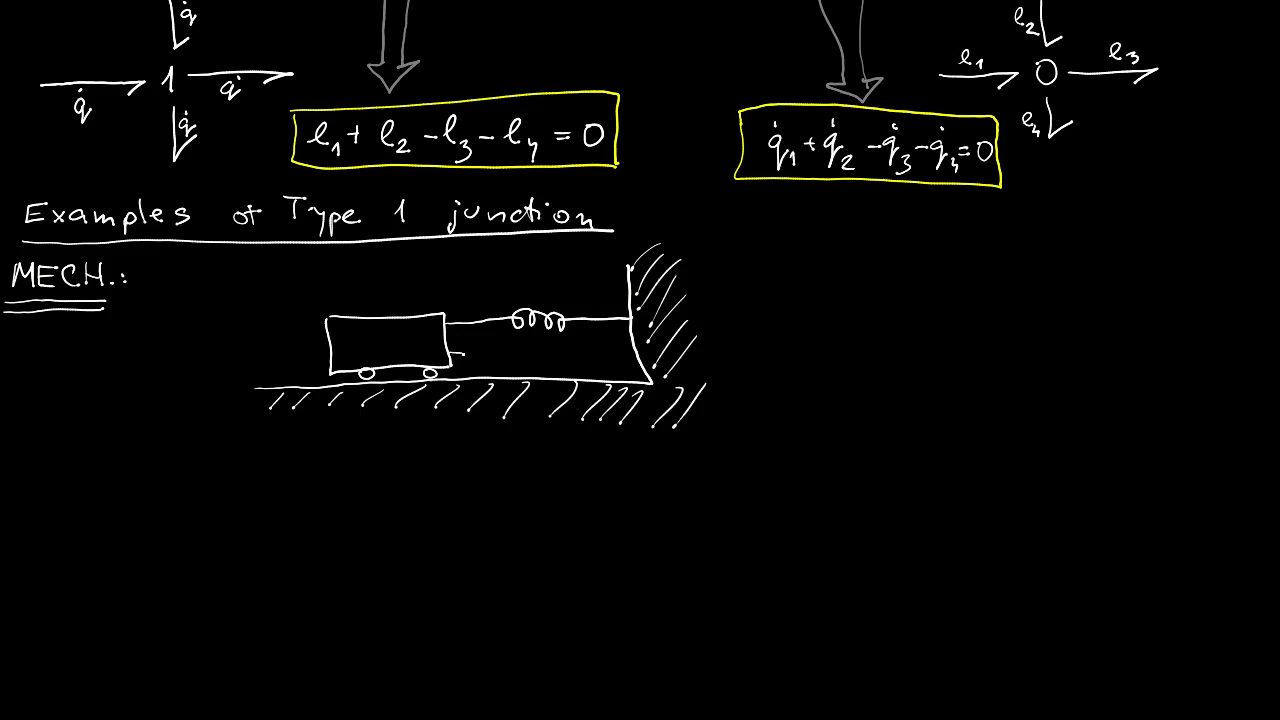 q̇
e₂
q̇ 1 q̇
e₁ 0 e₃
q̇
e₄
e₁ + e₂ - e₃ - e₄ = 0
q̇₁ + q̇₂ - q̇₃ - q̇₄ = 0
Examples of Type 1 junction
MECH.: